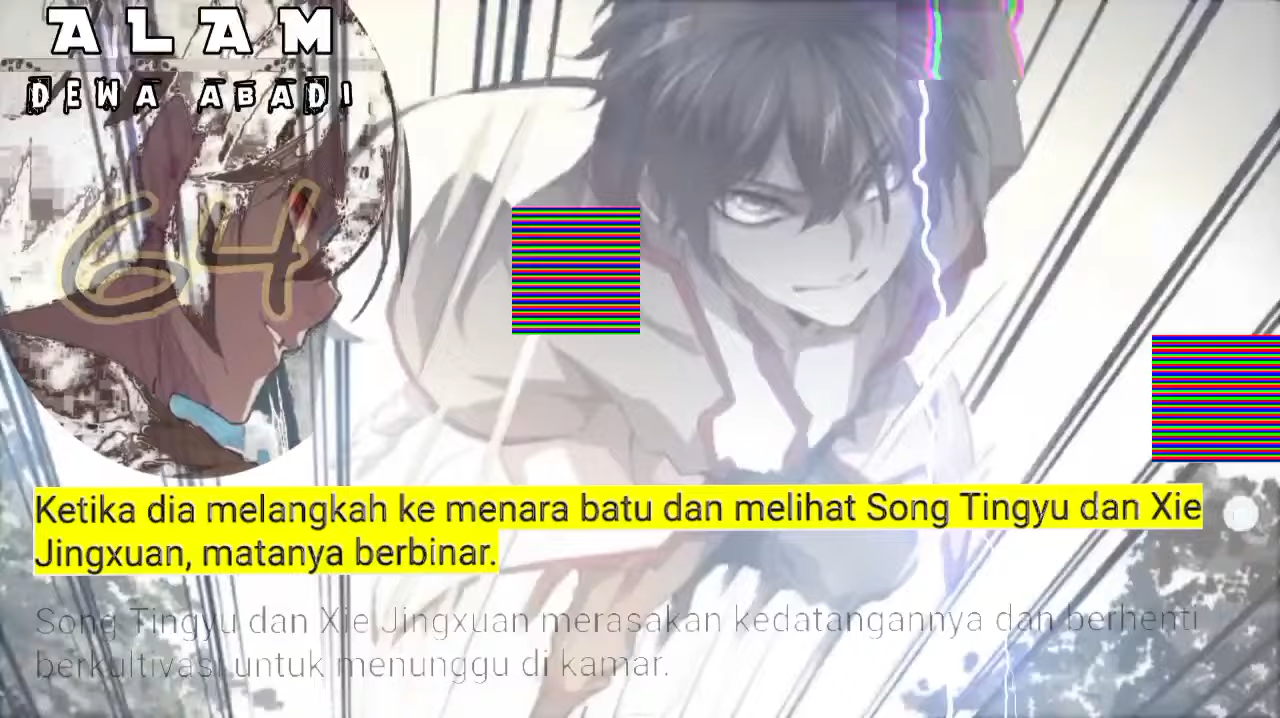 ALAM
DEWA ABADI
64
Ketika dia melangkah ke menara batu dan melihat Song Tingyu dan Xie
Jingxuan, matanya berbinar.
Song Tingyu dan Xie Jingxuan merasakan kedatangannya dan berhenti
berkultivasi untuk menunggu di kamar.